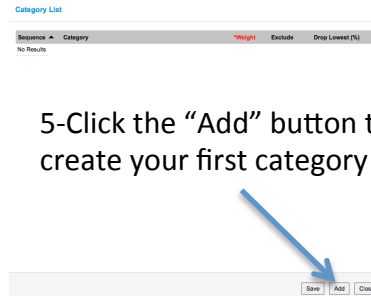 Category List
Sequence ▲ Category *Weight Exclude Drop Lowest (%)
No Results
5-Click the “Add” button t
create your first category
Save Add Clos